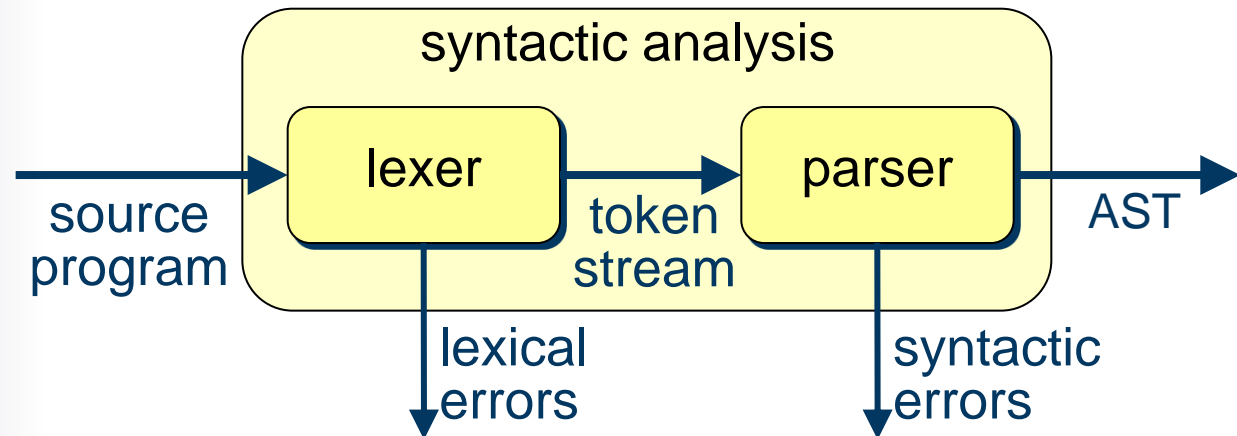 syntactic analysis
lexer
parser
source
program
token
stream
AST
lexical
errors
syntactic
errors